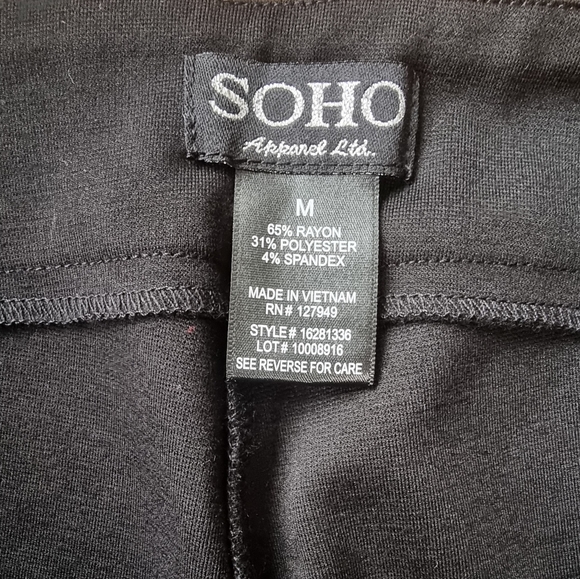 SOHO
Apparel Ltd.
M
65% RAYON
31% POLYESTER
4% SPANDEX
MADE IN VIETNAM
RN# 127949
STYLE# 16281336
LOT# 10008916
SEE REVERSE FOR CARE